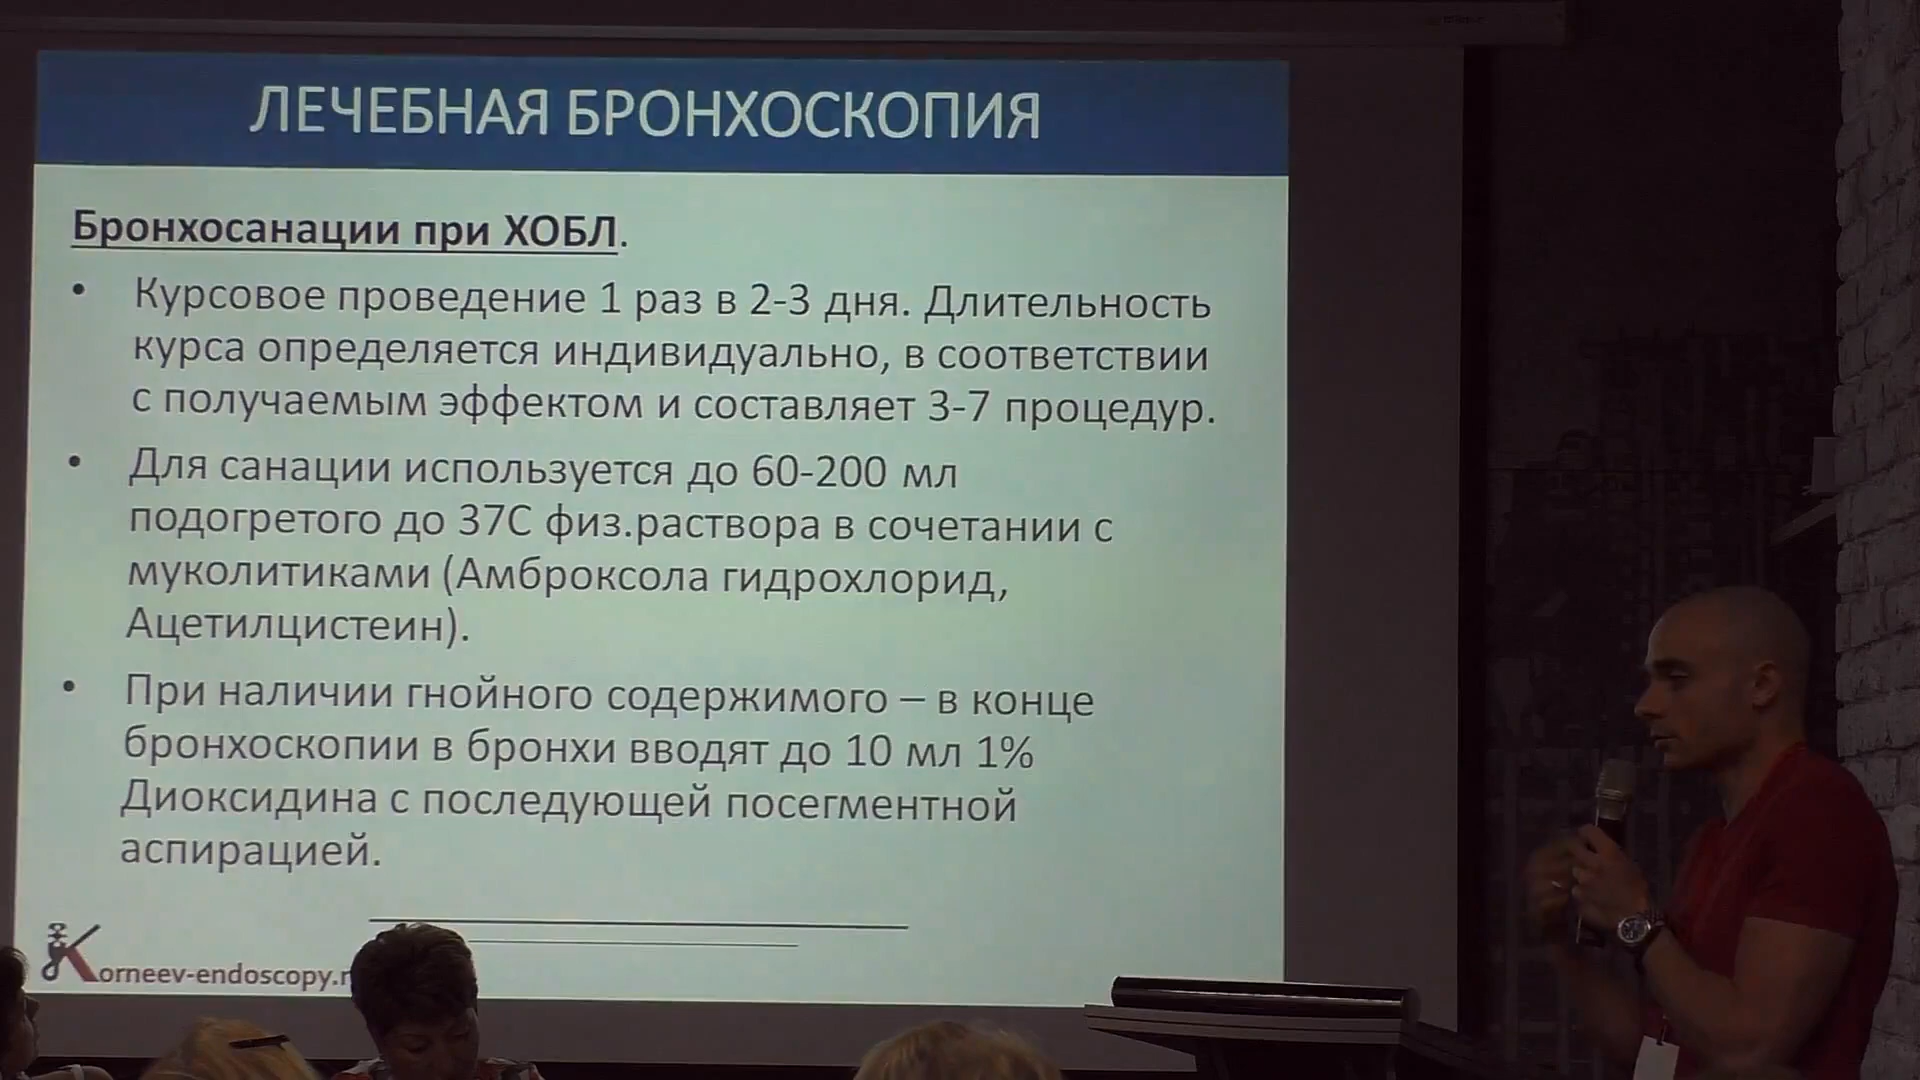 ЛЕЧЕБНАЯ БРОНХОСКОПИЯ
Бронхосанации при ХОБЛ.
• Курсовое проведение 1 раз в 2-3 дня. Длительность
курса определяется индивидуально, в соответствии
с получаемым эффектом и составляет 3-7 процедур.
• Для санации используется до 60-200 мл
подогретого до 37С физ.раствора в сочетании с
муколитиками (Амброксола гидрохлорид,
Ацетилцистеин).
• При наличии гнойного содержимого – в конце
бронхоскопии в бронхи вводят до 10 мл 1%
Диоксидина с последующей посегментной
аспирацией.
Korneev-endoscopy.r